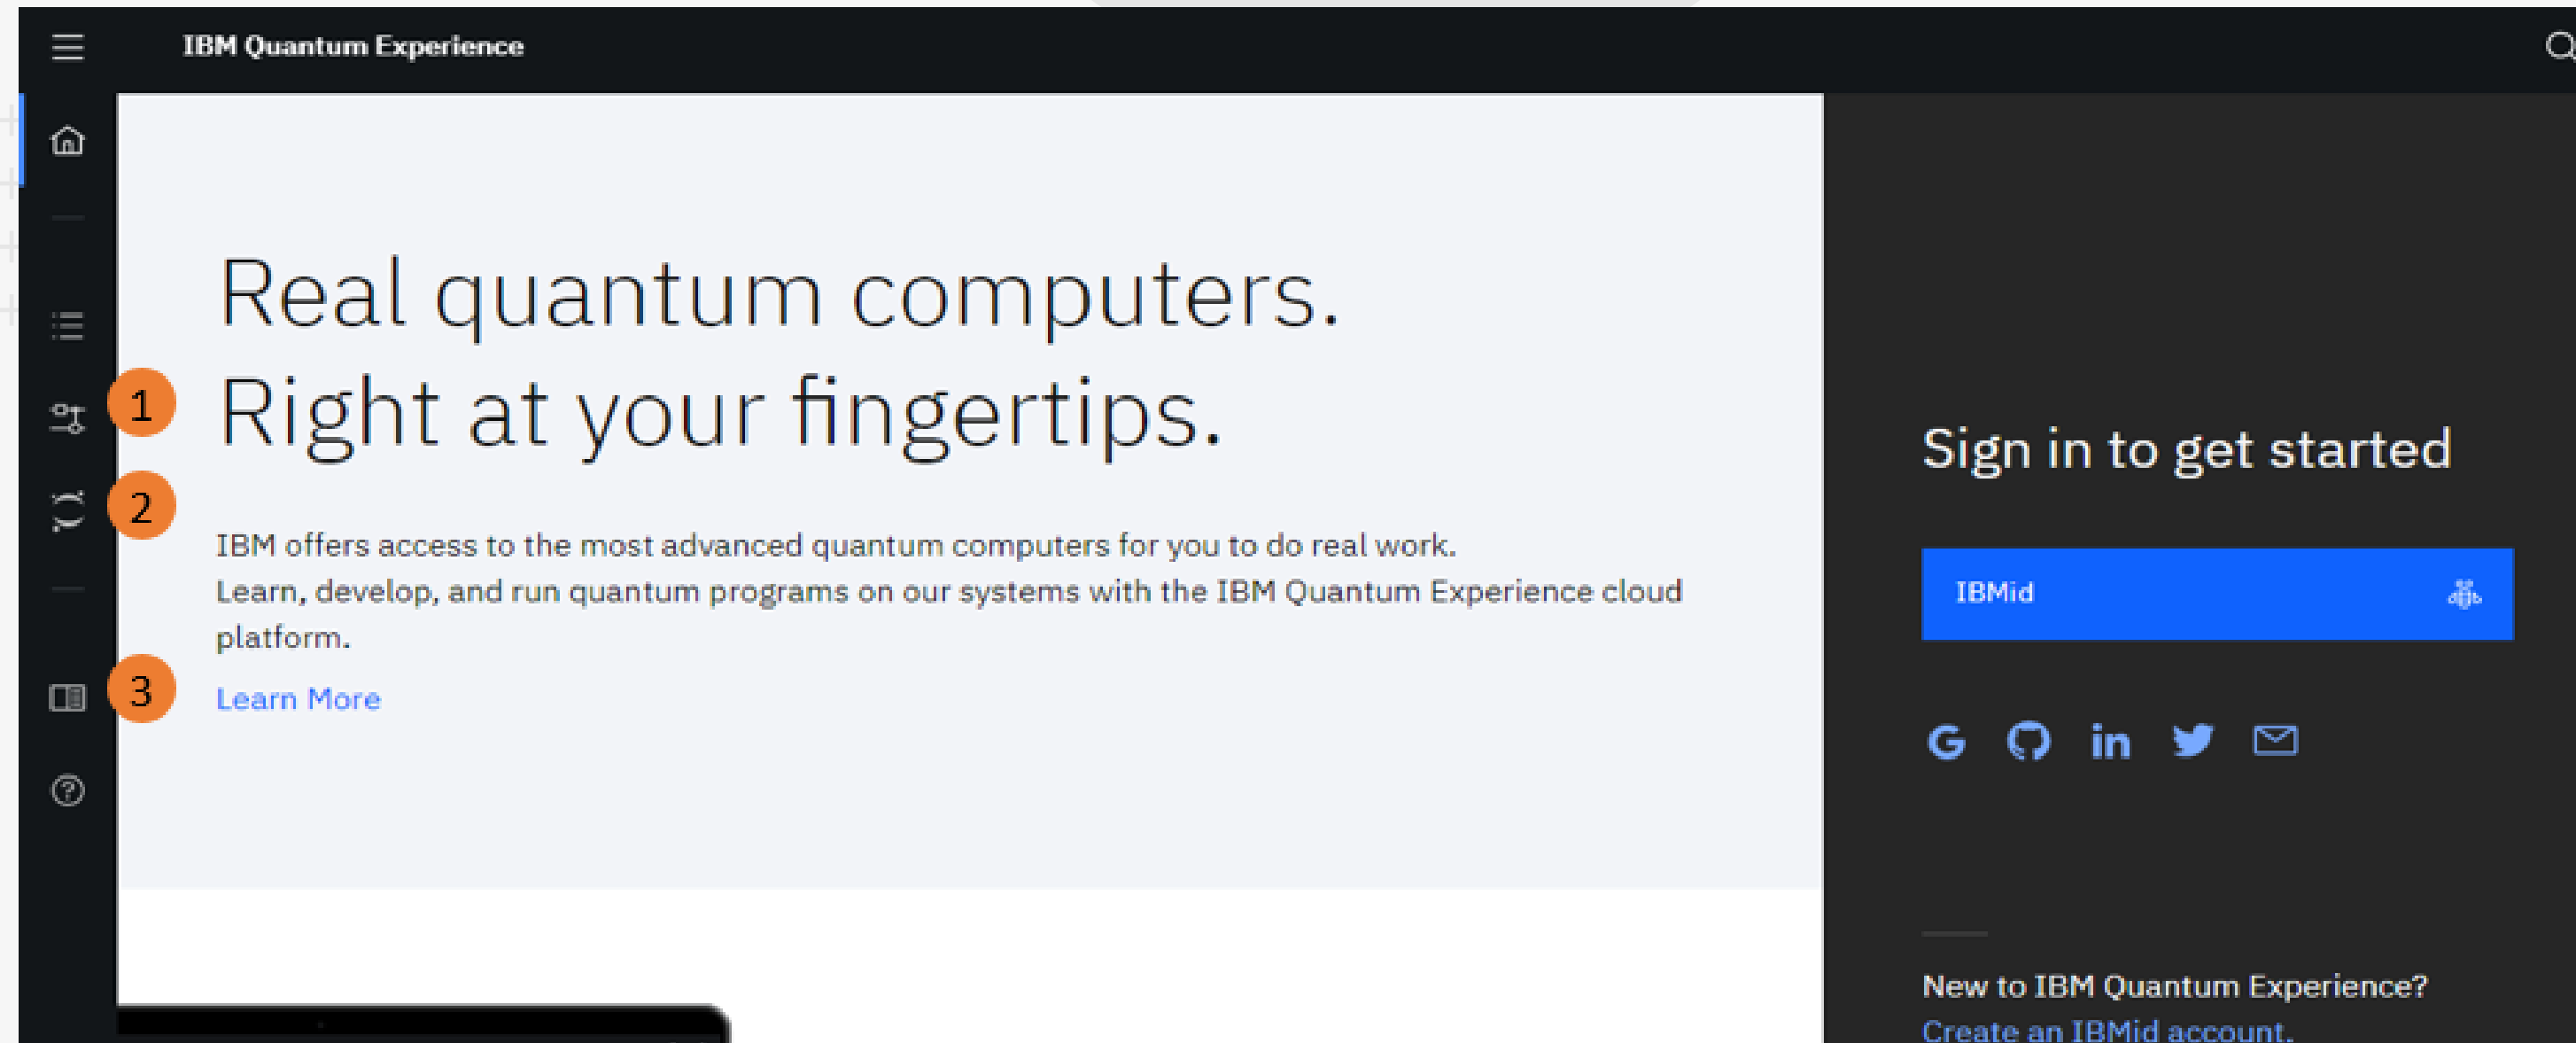 IBM Quantum Experience
Real quantum computers.
Right at your fingertips.
1
2
IBM offers access to the most advanced quantum computers for you to do real work.
Learn, develop, and run quantum programs on our systems with the IBM Quantum Experience cloud
platform.
3
Learn More
Sign in to get started
IBMid
New to IBM Quantum Experience?
Create an IBMid account.